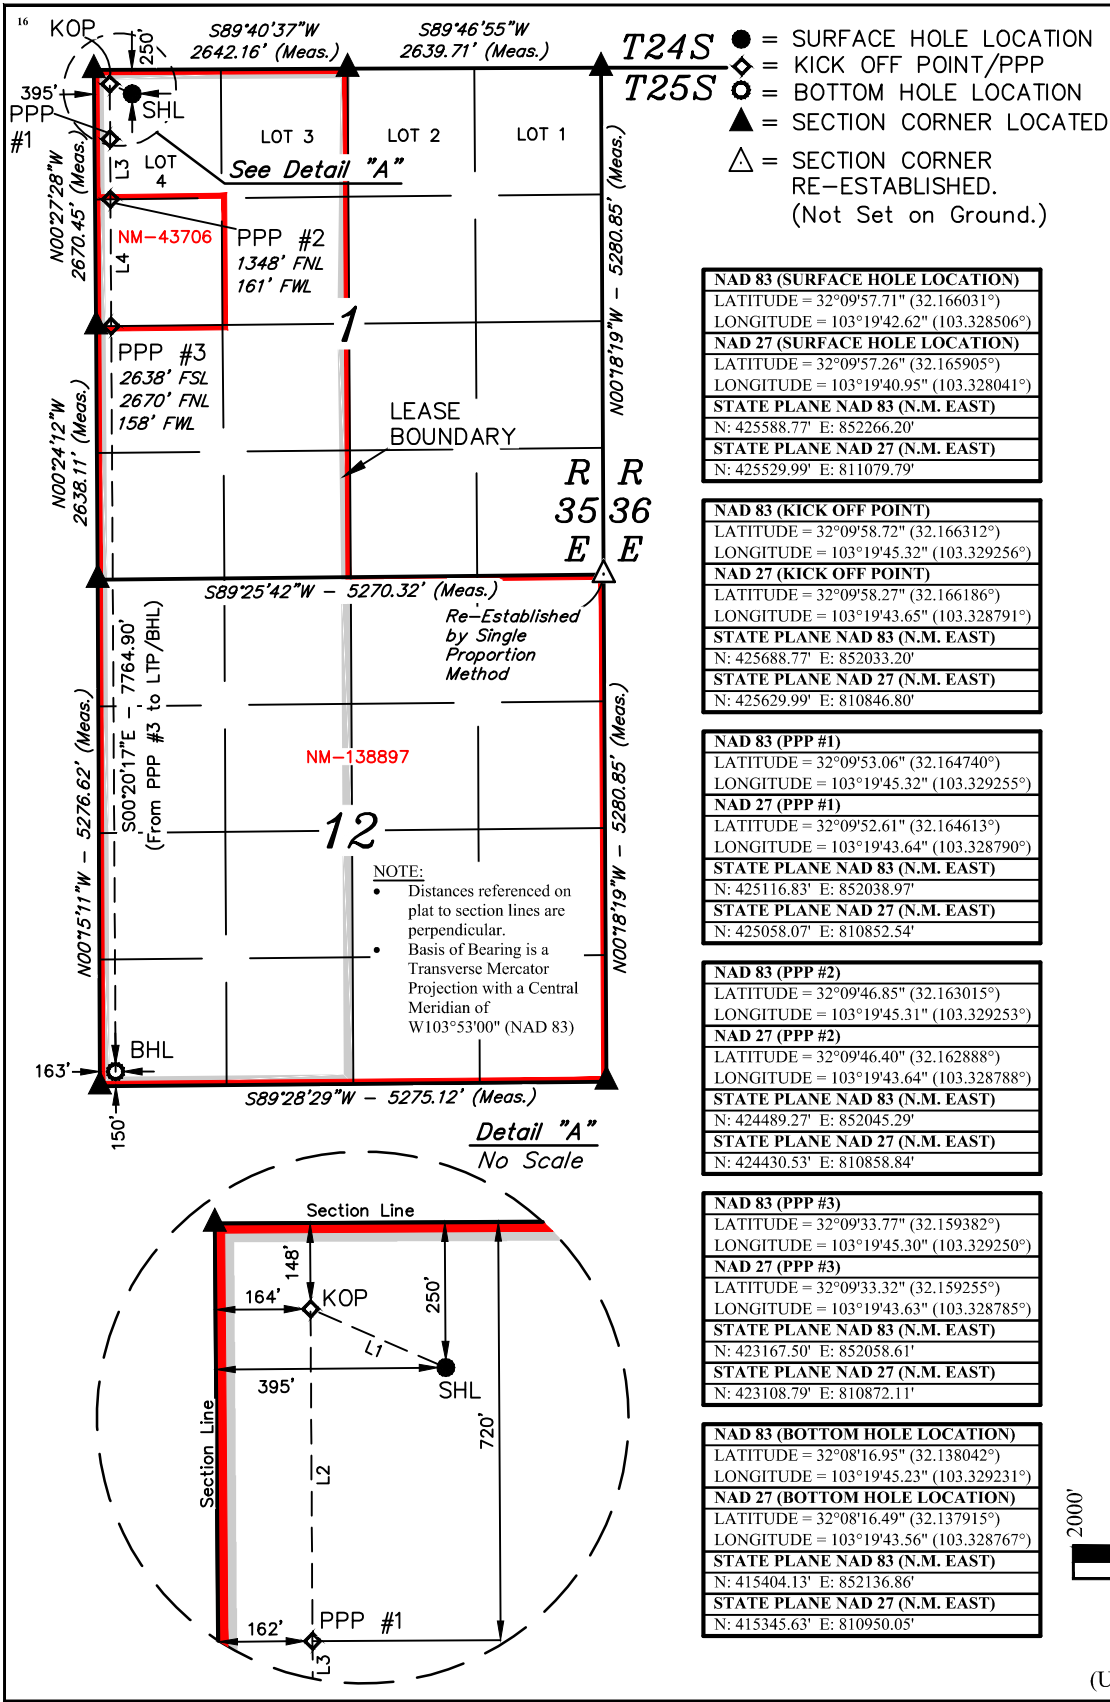 16
KOP
250'
S89°40'37"W
2642.16' (Meas.)
S89°46'55"W
2639.71' (Meas.)
T24S
T25S
● = SURFACE HOLE LOCATION
= KICK OFF POINT/PPP
= BOTTOM HOLE LOCATION
▲ = SECTION CORNER LOCATED
△ = SECTION CORNER
RE-ESTABLISHED.
(Not Set on Ground.)
395'
SHL
PPP
#1
L3
LOT
4
LOT 3
LOT 2
LOT 1
See Detail "A"
N00°27'28"W
2670.45' (Meas.)
NM-43706
L4
PPP #2
1348' FNL
161' FWL
N00°18'19"W - 5280.85' (Meas.)
1
PPP #3
2638' FSL
2670' FNL
158' FWL
LEASE
BOUNDARY
N00°24'12"W
2638.11' (Meas.)
R R
35 36
E E
S89°25'42"W - 5270.32' (Meas.)
Re-Established
by Single
Proportion
Method
S00°20'17"E - 7764.90'
(From PPP #3 to LTP/BHL)
N00°15'11"W - 5276.62' (Meas.)
NM-138897
12
N00°18'19"W - 5280.85' (Meas.)
NOTE:
• Distances referenced on
plat to section lines are
perpendicular.
• Basis of Bearing is a
Transverse Mercator
Projection with a Central
Meridian of
W103°53'00" (NAD 83)
163'
BHL
150'
S89°28'29"W - 5275.12' (Meas.)
Detail "A"
No Scale
Section Line
148'
164'
KOP
250'
L1
395'
SHL
Section Line
L2
720'
162'
PPP #1
L3
NAD 83 (SURFACE HOLE LOCATION)
LATITUDE = 32°09'57.71" (32.166031°)
LONGITUDE = 103°19'42.62" (103.328506°)
NAD 27 (SURFACE HOLE LOCATION)
LATITUDE = 32°09'57.26" (32.165905°)
LONGITUDE = 103°19'40.95" (103.328041°)
STATE PLANE NAD 83 (N.M. EAST)
N: 425588.77' E: 852266.20'
STATE PLANE NAD 27 (N.M. EAST)
N: 425529.99' E: 811079.79'
NAD 83 (KICK OFF POINT)
LATITUDE = 32°09'58.72" (32.166312°)
LONGITUDE = 103°19'45.32" (103.329256°)
NAD 27 (KICK OFF POINT)
LATITUDE = 32°09'58.27" (32.166186°)
LONGITUDE = 103°19'43.65" (103.328791°)
STATE PLANE NAD 83 (N.M. EAST)
N: 425688.77' E: 852033.20'
STATE PLANE NAD 27 (N.M. EAST)
N: 425629.99' E: 810846.80'
NAD 83 (PPP #1)
LATITUDE = 32°09'53.06" (32.164740°)
LONGITUDE = 103°19'45.32" (103.329255°)
NAD 27 (PPP #1)
LATITUDE = 32°09'52.61" (32.164613°)
LONGITUDE = 103°19'43.64" (103.328790°)
STATE PLANE NAD 83 (N.M. EAST)
N: 425116.83' E: 852038.97'
STATE PLANE NAD 27 (N.M. EAST)
N: 425058.07' E: 810852.54'
NAD 83 (PPP #2)
LATITUDE = 32°09'46.85" (32.163015°)
LONGITUDE = 103°19'45.31" (103.329253°)
NAD 27 (PPP #2)
LATITUDE = 32°09'46.40" (32.162888°)
LONGITUDE = 103°19'43.64" (103.328788°)
STATE PLANE NAD 83 (N.M. EAST)
N: 424489.27' E: 852045.29'
STATE PLANE NAD 27 (N.M. EAST)
N: 424430.53' E: 810858.84'
NAD 83 (PPP #3)
LATITUDE = 32°09'33.77" (32.159382°)
LONGITUDE = 103°19'45.30" (103.329250°)
NAD 27 (PPP #3)
LATITUDE = 32°09'33.32" (32.159255°)
LONGITUDE = 103°19'43.63" (103.328785°)
STATE PLANE NAD 83 (N.M. EAST)
N: 423167.50' E: 852058.61'
STATE PLANE NAD 27 (N.M. EAST)
N: 423108.79' E: 810872.11'
NAD 83 (BOTTOM HOLE LOCATION)
LATITUDE = 32°08'16.95" (32.138042°)
LONGITUDE = 103°19'45.23" (103.329231°)
NAD 27 (BOTTOM HOLE LOCATION)
LATITUDE = 32°08'16.49" (32.137915°)
LONGITUDE = 103°19'43.56" (103.328767°)
STATE PLANE NAD 83 (N.M. EAST)
N: 415404.13' E: 852136.86'
STATE PLANE NAD 27 (N.M. EAST)
N: 415345.63' E: 810950.05'
2000'
(U